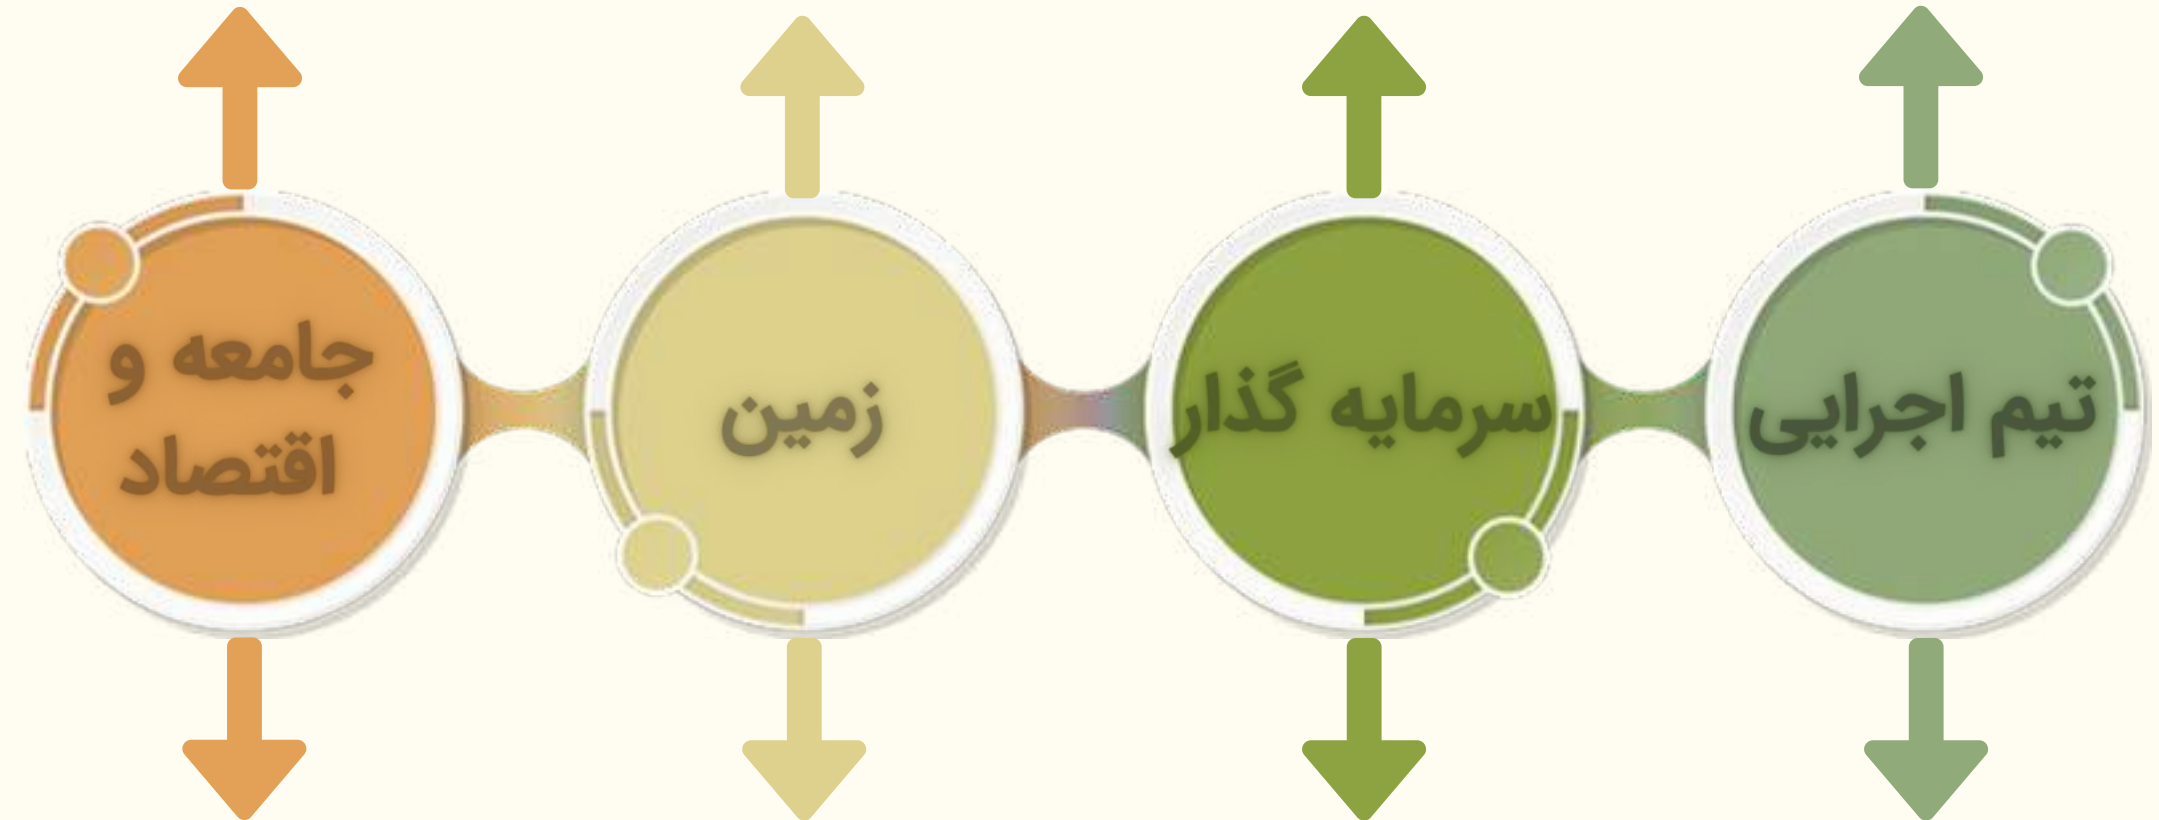 تیم اجرایی
سرمایه گذار
زمین
جامعه و
اقتصاد